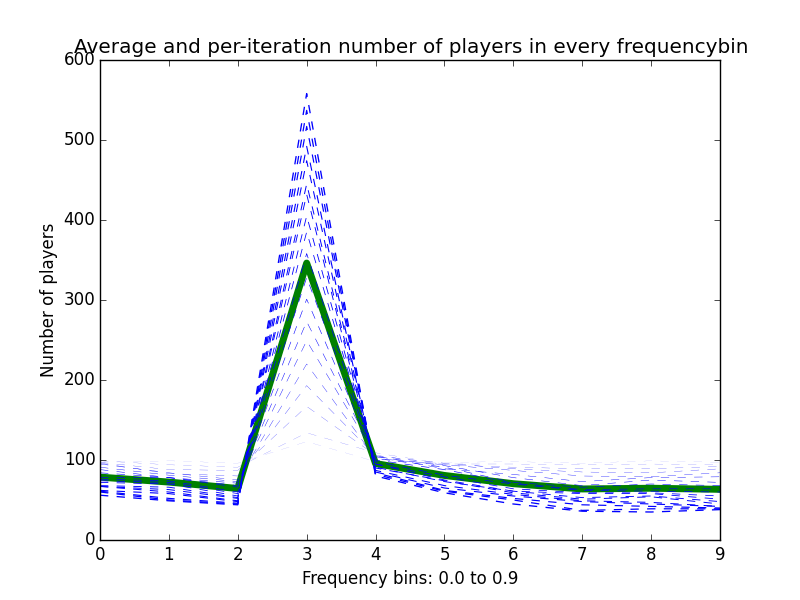 Average and per-iteration number of players in every frequencybin
600
500
400
300
200
100
0
Number of players
0 1 2 3 4 5 6 7 8 9
Frequency bins: 0.0 to 0.9